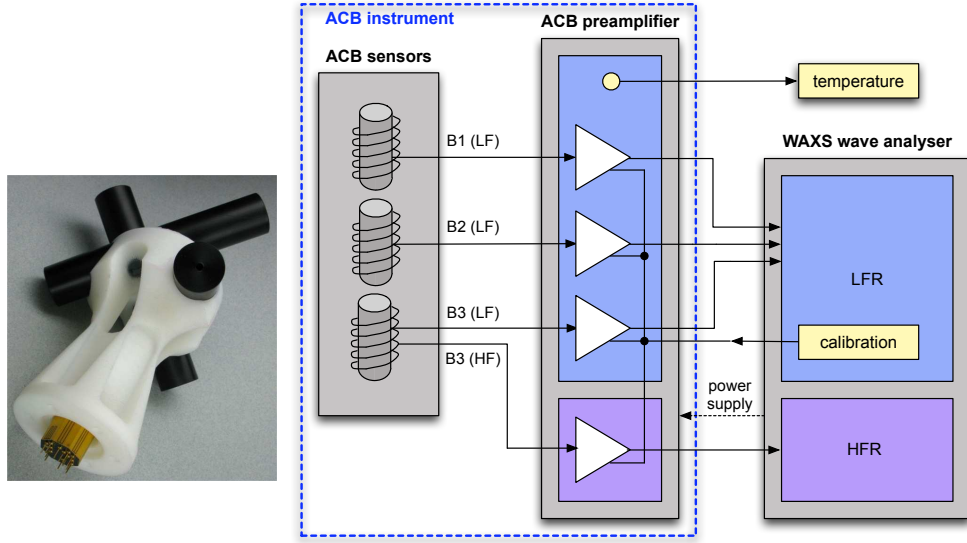 ACB instrument
ACB preamplifier
ACB sensors
temperature
B1 (LF)
WAXS wave analyser
B2 (LF)
LFR
B3 (LF)
calibration
B3 (HF)
power
supply
HFR